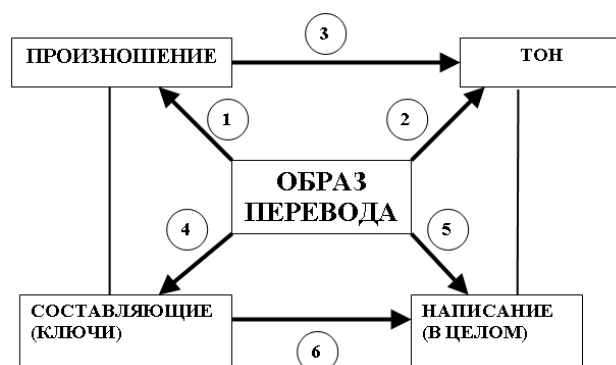 3
ПРОИЗНОШЕНИЕ
ТОН
1
2
ОБРАЗ
ПЕРЕВОДА
4
5
СОСТАВЛЯЮЩИЕ
(КЛЮЧИ)
НАПИСАНИЕ
(В ЦЕЛОМ)
6